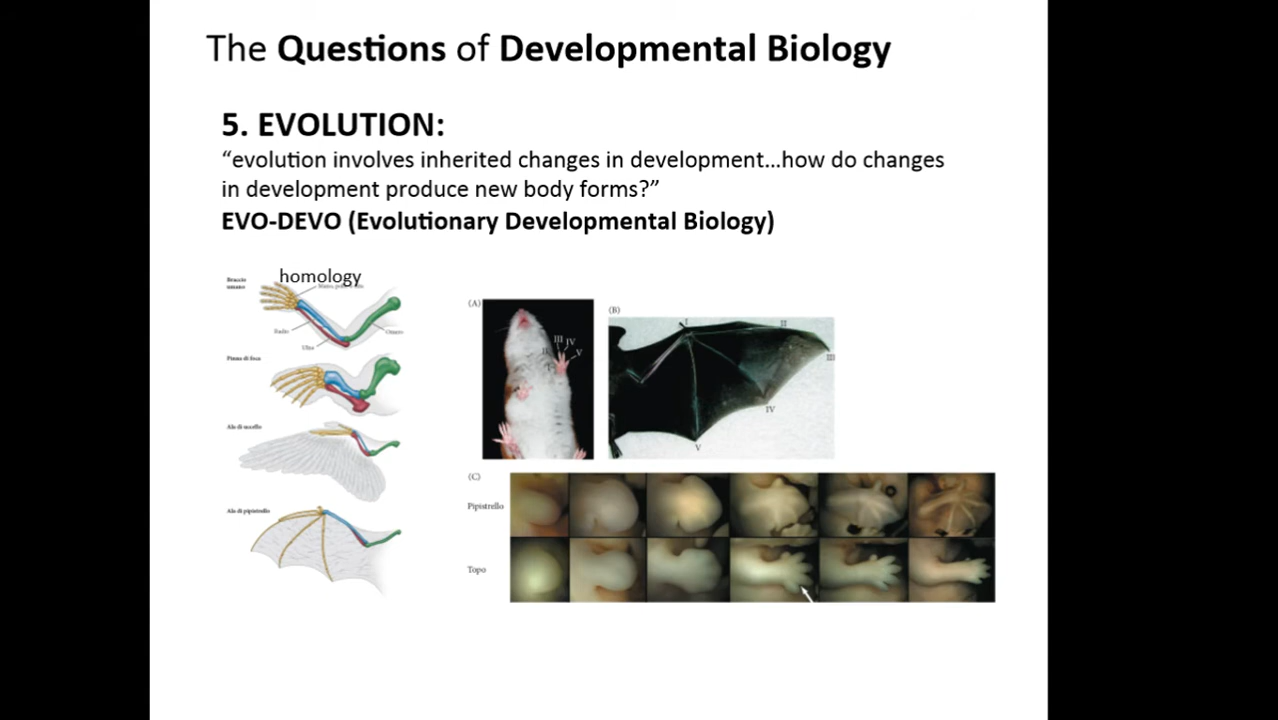 The Questions of Developmental Biology
5. EVOLUTION:
“evolution involves inherited changes in development...how do changes
in development produce new body forms?”
EVO-DEVO (Evolutionary Developmental Biology)
homology
Braccio
umano
Radio
Omero
Ulna
Pinna di foca
Ala di uccello
Ala di pipistrello
(A)
III
IV
V
(B)
I
II
III
IV
V
(C)
Pipistrello
Topo